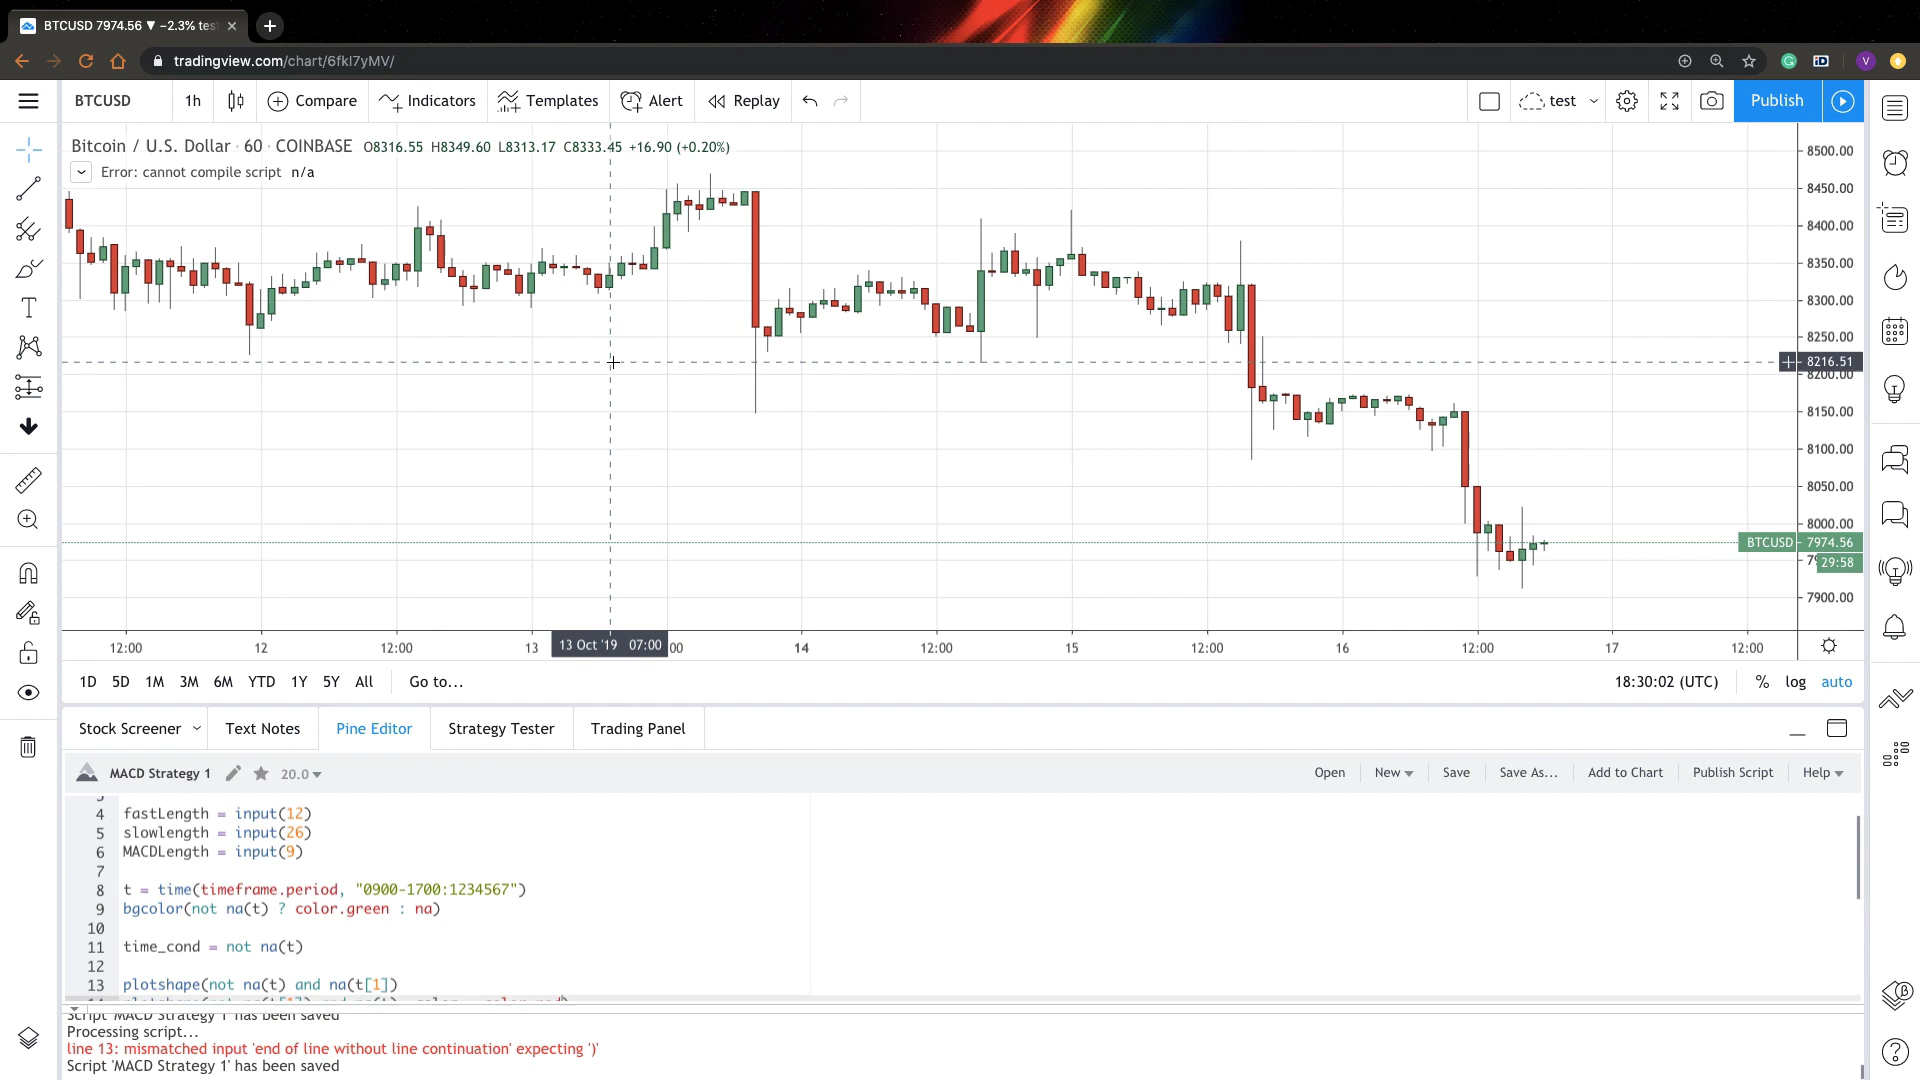 BTCUSD 7974.56 ▼ −2.3% tes
tradingview.com/chart/6fkI7yMV/
V
BTCUSD 1h Compare Indicators Templates Alert Replay test Publish
Bitcoin / U.S. Dollar · 60 · COINBASE O8316.55 H8349.60 L8313.17 C8333.45 +16.90 (+0.20%)
Error: cannot compile script n/a
8500.00
8450.00
8400.00
8350.00
8300.00
8250.00
8216.51
8200.00
8150.00
8100.00
8050.00
8000.00
BTCUSD 7974.56
29:58
7900.00
12:00 12 12:00 13 13 Oct '19 07:00 00 14 12:00 15 12:00 16 12:00 17 12:00
1D 5D 1M 3M 6M YTD 1Y 5Y All Go to... 18:30:02 (UTC) % log auto
Stock Screener Text Notes Pine Editor Strategy Tester Trading Panel
MACD Strategy 1 20.0 Open New Save Save As... Add to Chart Publish Script Help
4 fastLength = input(12)
5 slowlength = input(26)
6 MACDLength = input(9)
7
8 t = time(timeframe.period, "0900-1700:1234567")
9 bgcolor(not na(t) ? color.green : na)
10
11 time_cond = not na(t)
12
13 plotshape(not na(t) and na(t[1])
Script 'MACD Strategy 1' has been saved
Processing script...
line 13: mismatched input 'end of line without line continuation' expecting ')'
Script 'MACD Strategy 1' has been saved